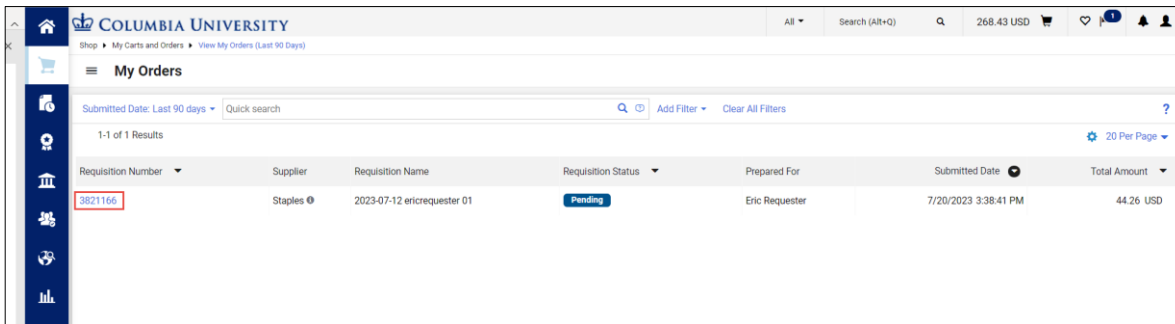 COLUMBIA UNIVERSITY
All Search (Alt+Q) 268.43 USD 1
Shop My Carts and Orders View My Orders (Last 90 Days)
My Orders
Submitted Date: Last 90 days Quick search Add Filter Clear All Filters ?
1-1 of 1 Results 20 Per Page
Requisition Number Supplier Requisition Name Requisition Status Prepared For Submitted Date Total Amount
3821166 Staples 2023-07-12 ericrequester 01 Pending Eric Requester 7/20/2023 3:38:41 PM 44.26 USD